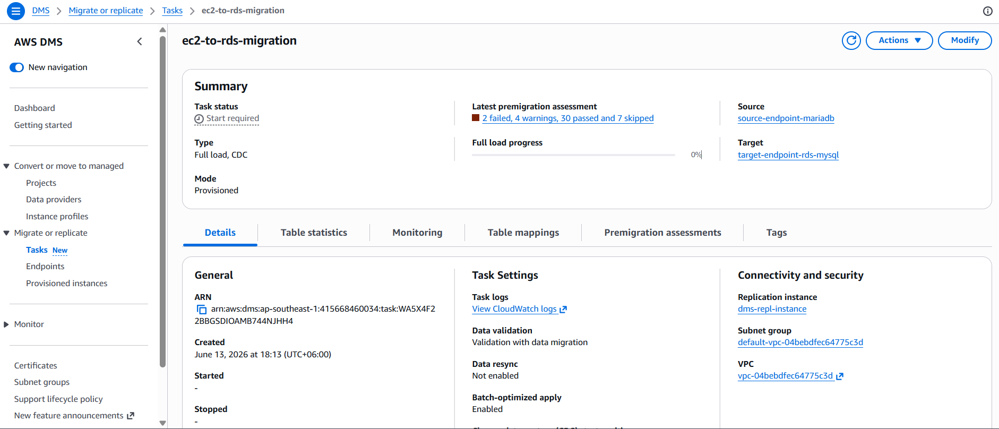 DMS > Migrate or replicate > Tasks > ec2-to-rds-migration
AWS DMS
New navigation
Dashboard
Getting started
Convert or move to managed
Projects
Data providers
Instance profiles
Migrate or replicate
Tasks New
Endpoints
Provisioned instances
Monitor
Certificates
Subnet groups
Support lifecycle policy
New feature announcements
ec2-to-rds-migration
Actions
Modify
Summary
Task status
Start required
Latest premigration assessment
2 failed, 4 warnings, 30 passed and 7 skipped
Source
source-endpoint-mariadb
Type
Full load, CDC
Full load progress
0%
Target
target-endpoint-rds-mysql
Mode
Provisioned
Details
Table statistics
Monitoring
Table mappings
Premigration assessments
Tags
General
ARN
arn:aws:dms:ap-southeast-1:415668460034:task:WA5X4F2
2BBGSDIOAMB744NJHH4
Created
June 13, 2026 at 18:13 (UTC+06:00)
Started
-
Stopped
-
Task Settings
Task logs
View CloudWatch logs
Data validation
Validation with data migration
Data resync
Not enabled
Batch-optimized apply
Enabled
Connectivity and security
Replication instance
dms-repl-instance
Subnet group
default-vpc-04bebdfec64775c3d
VPC
vpc-04bebdfec64775c3d